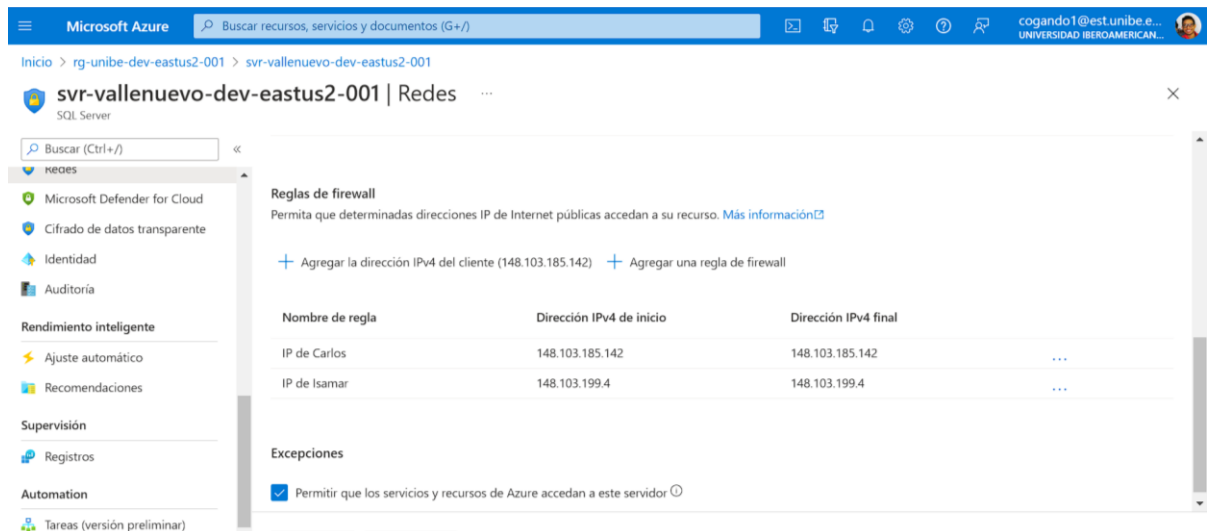 Microsoft Azure
Buscar recursos, servicios y documentos (G+/)
cogando1@est.unibe.e...
UNIVERSIDAD IBEROAMERICAN...
Inicio > rg-unibe-dev-eastus2-001 > svr-vallenuevo-dev-eastus2-001
svr-vallenuevo-dev-eastus2-001 | Redes ...
SQL Server
Buscar (Ctrl+/)
Redes
Microsoft Defender for Cloud
Cifrado de datos transparente
Identidad
Auditoría
Rendimiento inteligente
Ajuste automático
Recomendaciones
Supervisión
Registros
Automation
Tareas (versión preliminar)
Reglas de firewall
Permita que determinadas direcciones IP de Internet públicas accedan a su recurso. Más información
Agregar la dirección IPv4 del cliente (148.103.185.142) Agregar una regla de firewall
Nombre de regla Dirección IPv4 de inicio Dirección IPv4 final
IP de Carlos 148.103.185.142 148.103.185.142 ...
IP de Isamar 148.103.199.4 148.103.199.4 ...
Excepciones
Permitir que los servicios y recursos de Azure accedan a este servidor